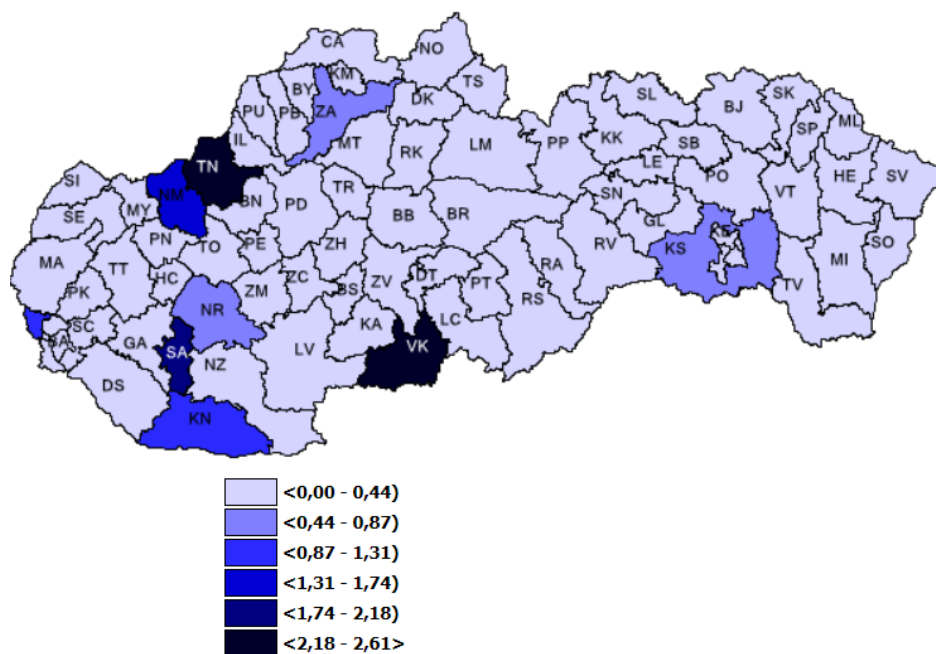 CA
NO
KM
TS
BY
PU
PB
ZA
DK
SL
BJ
SK
SP
ML
IL
MT
RK
LM
PP
KK
SB
TN
LE
PO
VT
HE
SV
SI
NM
BN
PD
TR
SN
SE
MY
BB
BR
GL
PN
TO
PE
ZH
RV
KS
KE
SO
MA
TT
HC
ZM
ZC
BS
ZV
DT
PT
RA
MI
TV
PK
NR
RS
SC
BA
GA
SA
NZ
LV
KA
VK
LC
DS
KN
<0,00 - 0,44)
<0,44 - 0,87)
<0,87 - 1,31)
<1,31 - 1,74)
<1,74 - 2,18)
<2,18 - 2,61>